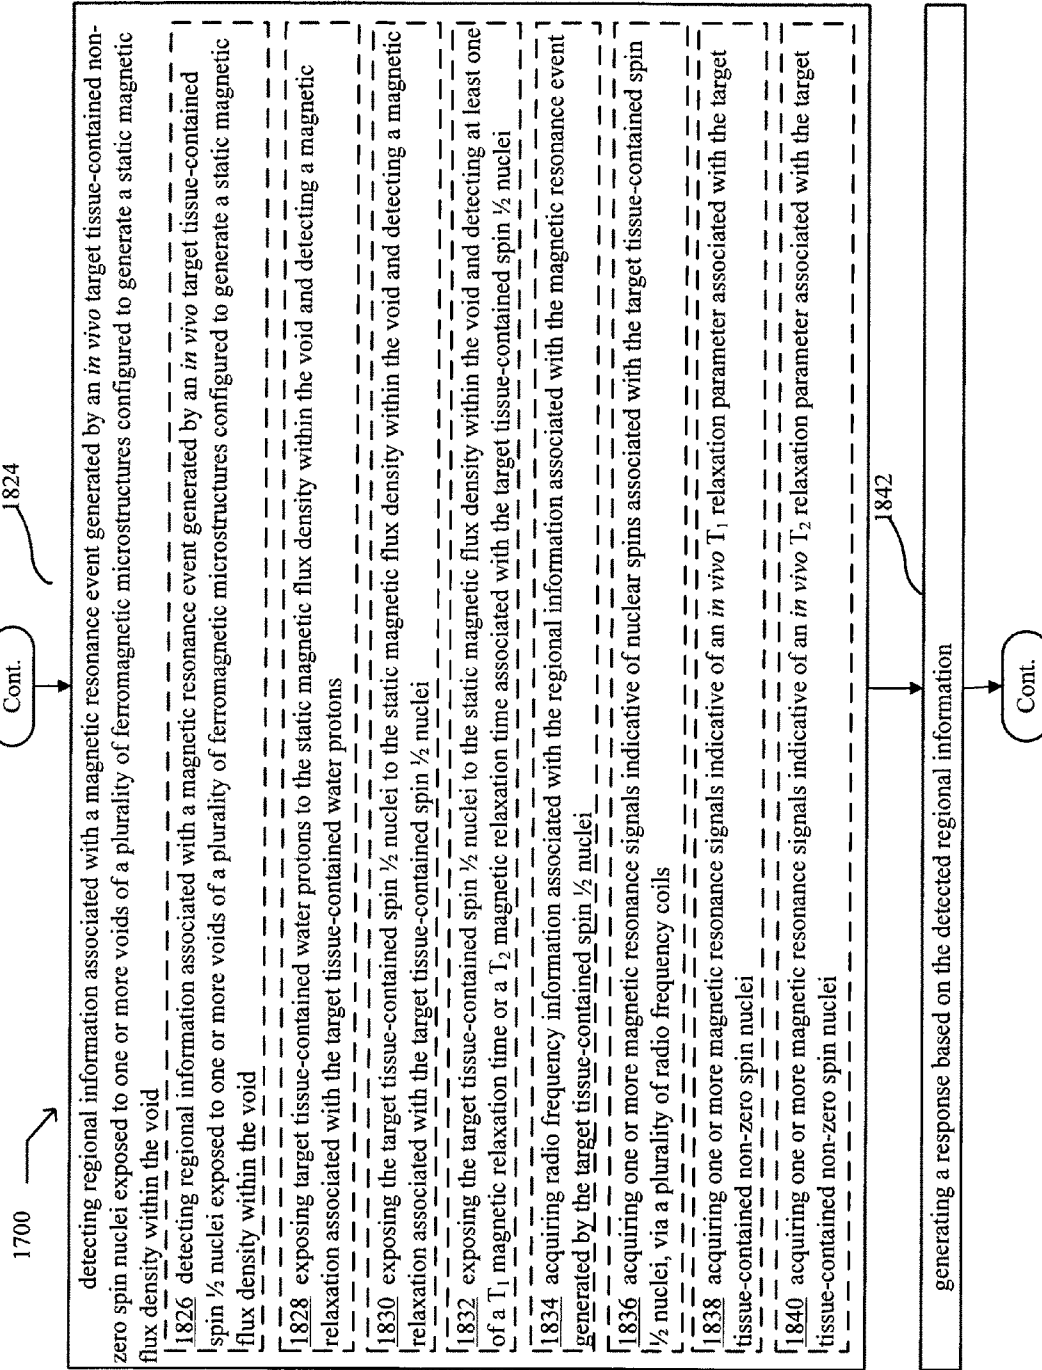 1700
Cont.
1824
detecting regional information associated with a magnetic resonance event generated by an in vivo target tissue-contained non-
zero spin nuclei exposed to one or more voids of a plurality of ferromagnetic microstructures configured to generate a static magnetic
flux density within the void
1826 detecting regional information associated with a magnetic resonance event generated by an in vivo target tissue-contained
spin ½ nuclei exposed to one or more voids of a plurality of ferromagnetic microstructures configured to generate a static magnetic
flux density within the void
1828 exposing target tissue-contained water protons to the static magnetic flux density within the void and detecting a magnetic
relaxation associated with the target tissue-contained water protons
1830 exposing the target tissue-contained spin ½ nuclei to the static magnetic flux density within the void and detecting a magnetic
relaxation associated with the target tissue-contained spin ½ nuclei
1832 exposing the target tissue-contained spin ½ nuclei to the static magnetic flux density within the void and detecting at least one
of a T1 magnetic relaxation time or a T2 magnetic relaxation time associated with the target tissue-contained spin ½ nuclei
1834 acquiring radio frequency information associated with the regional information associated with the magnetic resonance event
generated by the target tissue-contained spin ½ nuclei
1836 acquiring one or more magnetic resonance signals indicative of nuclear spins associated with the target tissue-contained spin
½ nuclei, via a plurality of radio frequency coils
1838 acquiring one or more magnetic resonance signals indicative of an in vivo T1 relaxation parameter associated with the target
tissue-contained non-zero spin nuclei
1840 acquiring one or more magnetic resonance signals indicative of an in vivo T2 relaxation parameter associated with the target
tissue-contained non-zero spin nuclei
1842
generating a response based on the detected regional information
Cont.